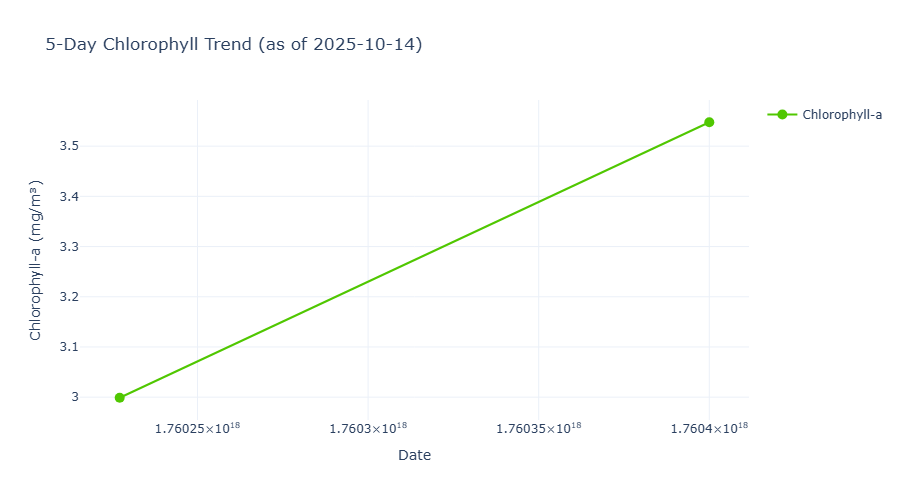 5-Day Chlorophyll Trend (as of 2025-10-14)
Chlorophyll-a
Chlorophyll-a (mg/m³)
3.5
3.4
3.3
3.2
3.1
3
1.76025×10¹⁸
1.7603×10¹⁸
1.76035×10¹⁸
1.7604×10¹⁸
Date